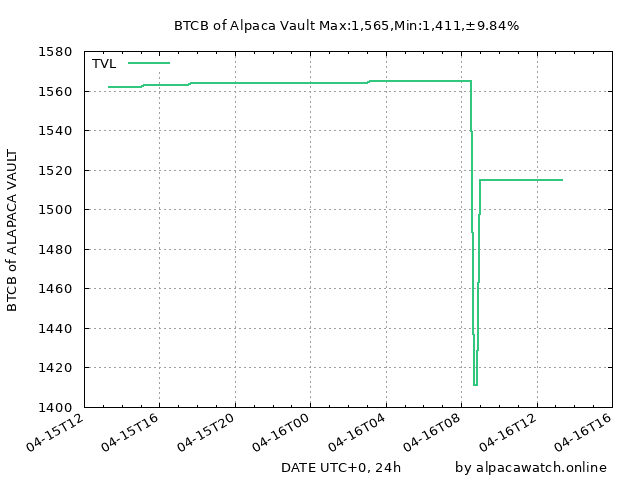 BTCB of Alpaca Vault Max:1,565,Min:1,411,±9.84%
TVL
BTCB of ALAPACA VAULT
1580
1560
1540
1520
1500
1480
1460
1440
1420
1400
04-15T12
04-15T16
04-15T20
04-16T00
04-16T04
04-16T08
04-16T12
04-16T16
DATE UTC+0, 24h
by alpacawatch.online